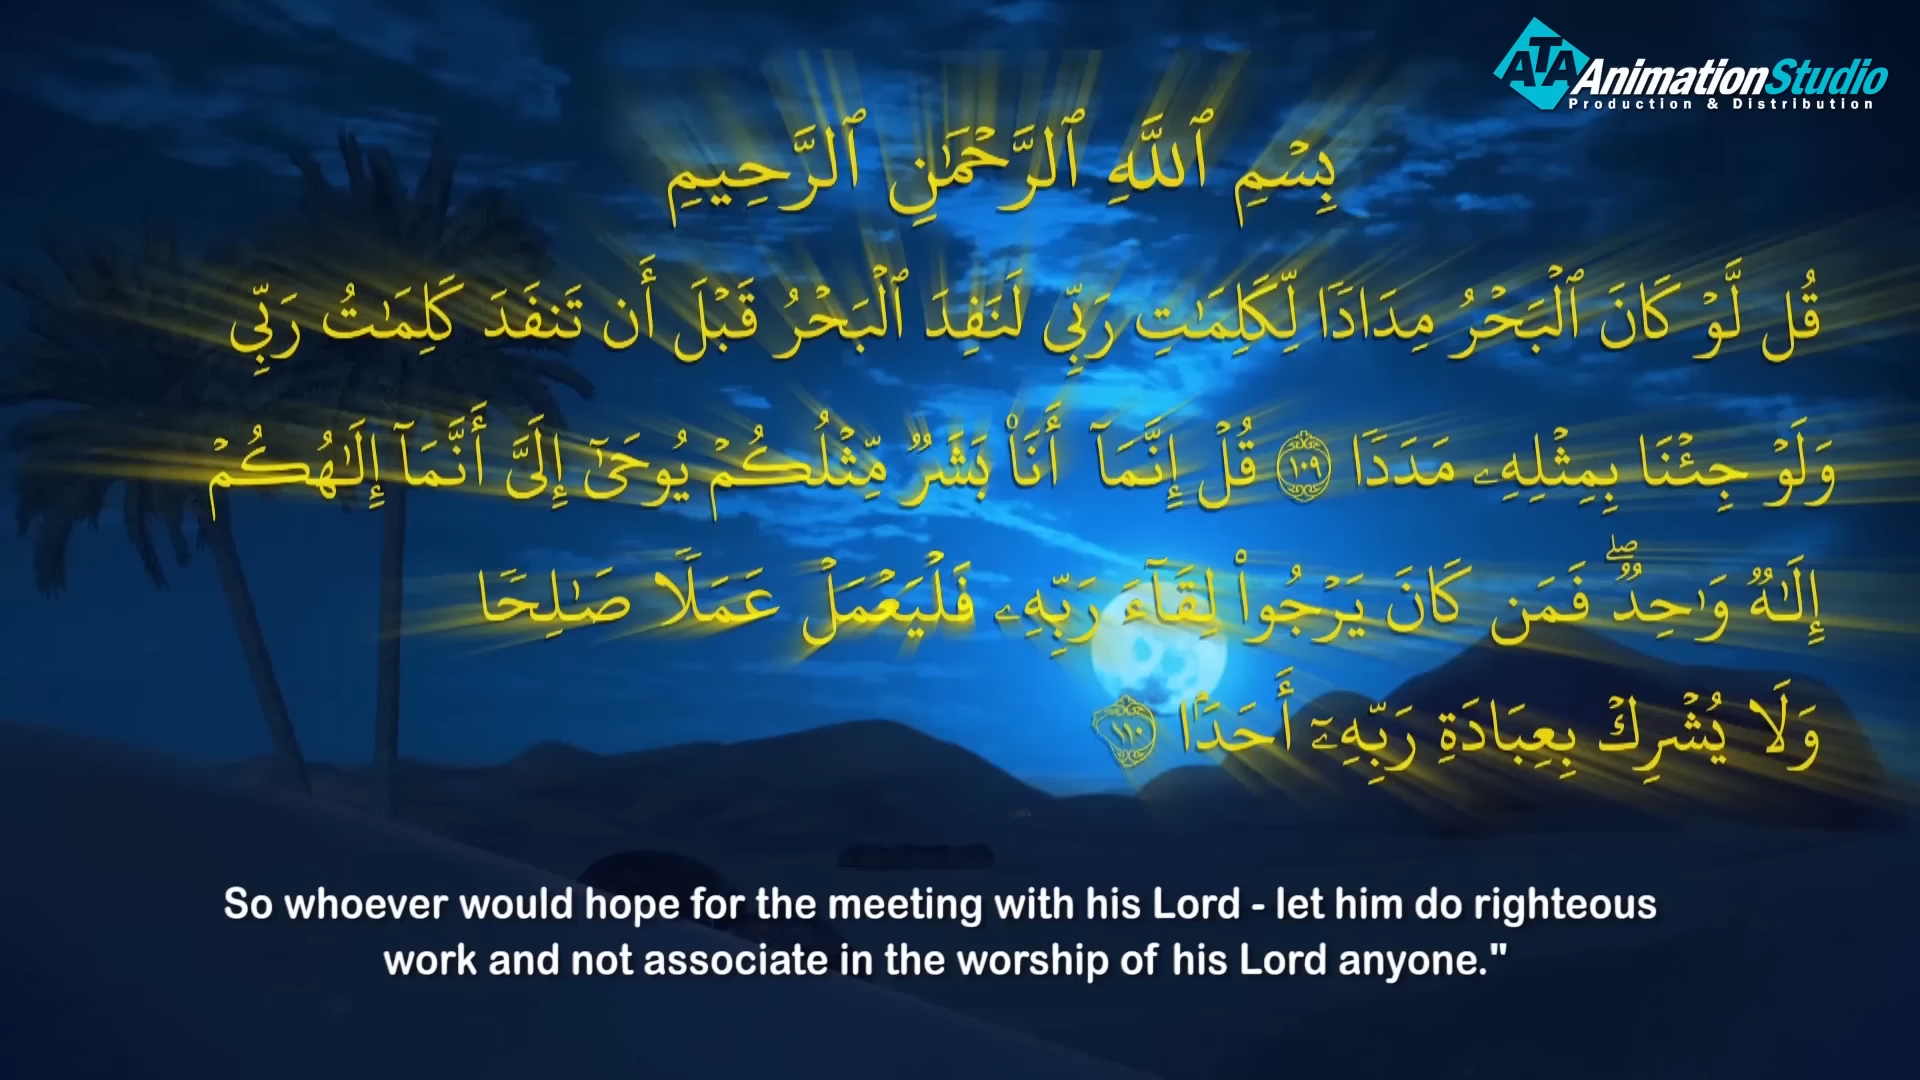 ATA AnimationStudio
Production & Distribution
بِسْمِ ٱللَّهِ ٱلرَّحْمَٰنِ ٱلرَّحِيمِ
قُل لَّوْ كَانَ ٱلْبَحْرُ مِدَادًا لِّكَلِمَٰتِ رَبِّى لَنَفِدَ ٱلْبَحْرُ قَبْلَ أَن تَنفَدَ كَلِمَٰتُ رَبِّى
وَلَوْ جِئْنَا بِمِثْلِهِۦ مَدَدًا ١٠٩ قُلْ إِنَّمَآ أَنَا۠ بَشَرٌ مِّثْلُكُمْ يُوحَىٰٓ إِلَىَّ أَنَّمَآ إِلَٰهُكُمْ
إِلَٰهٌ وَٰحِدٌ ۖ فَمَن كَانَ يَرْجُوا۟ لِقَآءَ رَبِّهِۦ فَلْيَعْمَلْ عَمَلًا صَٰلِحًا
وَلَا يُشْرِكْ بِعِبَادَةِ رَبِّهِۦٓ أَحَدًۢا ١١٠
So whoever would hope for the meeting with his Lord - let him do righteous
work and not associate in the worship of his Lord anyone."